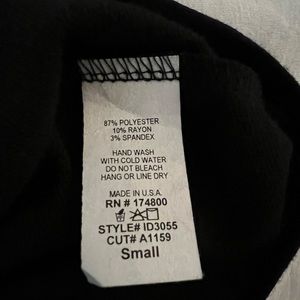 87% POLYESTER
10% RAYON
3% SPANDEX
HAND WASH
WITH COLD WATER
DO NOT BLEACH
HANG OR LINE DRY
MADE IN U.S.A.
RN # 174800
STYLE# ID3055
CUT# A1159
Small